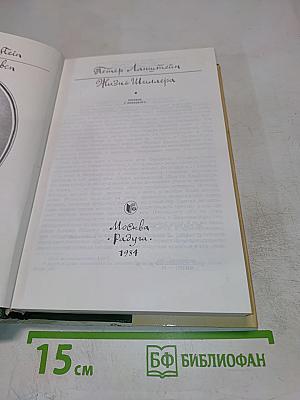 Петер Ланштейн
Жизнь Шиллера
Москва
·Радуга·
1984
15 см
БФ БИБЛИОФАН